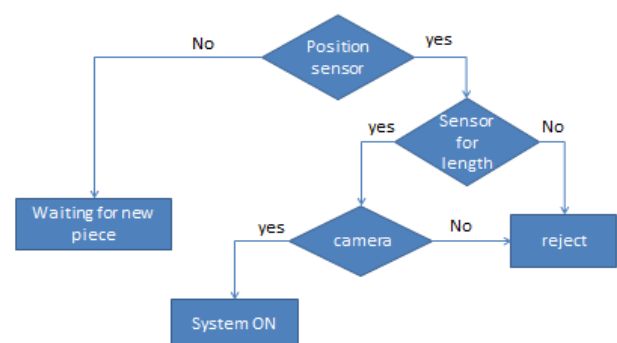 No
Position
sensor
yes
yes
Sensor
for
length
No
Waiting for new
piece
yes
camera
No
reject
System ON